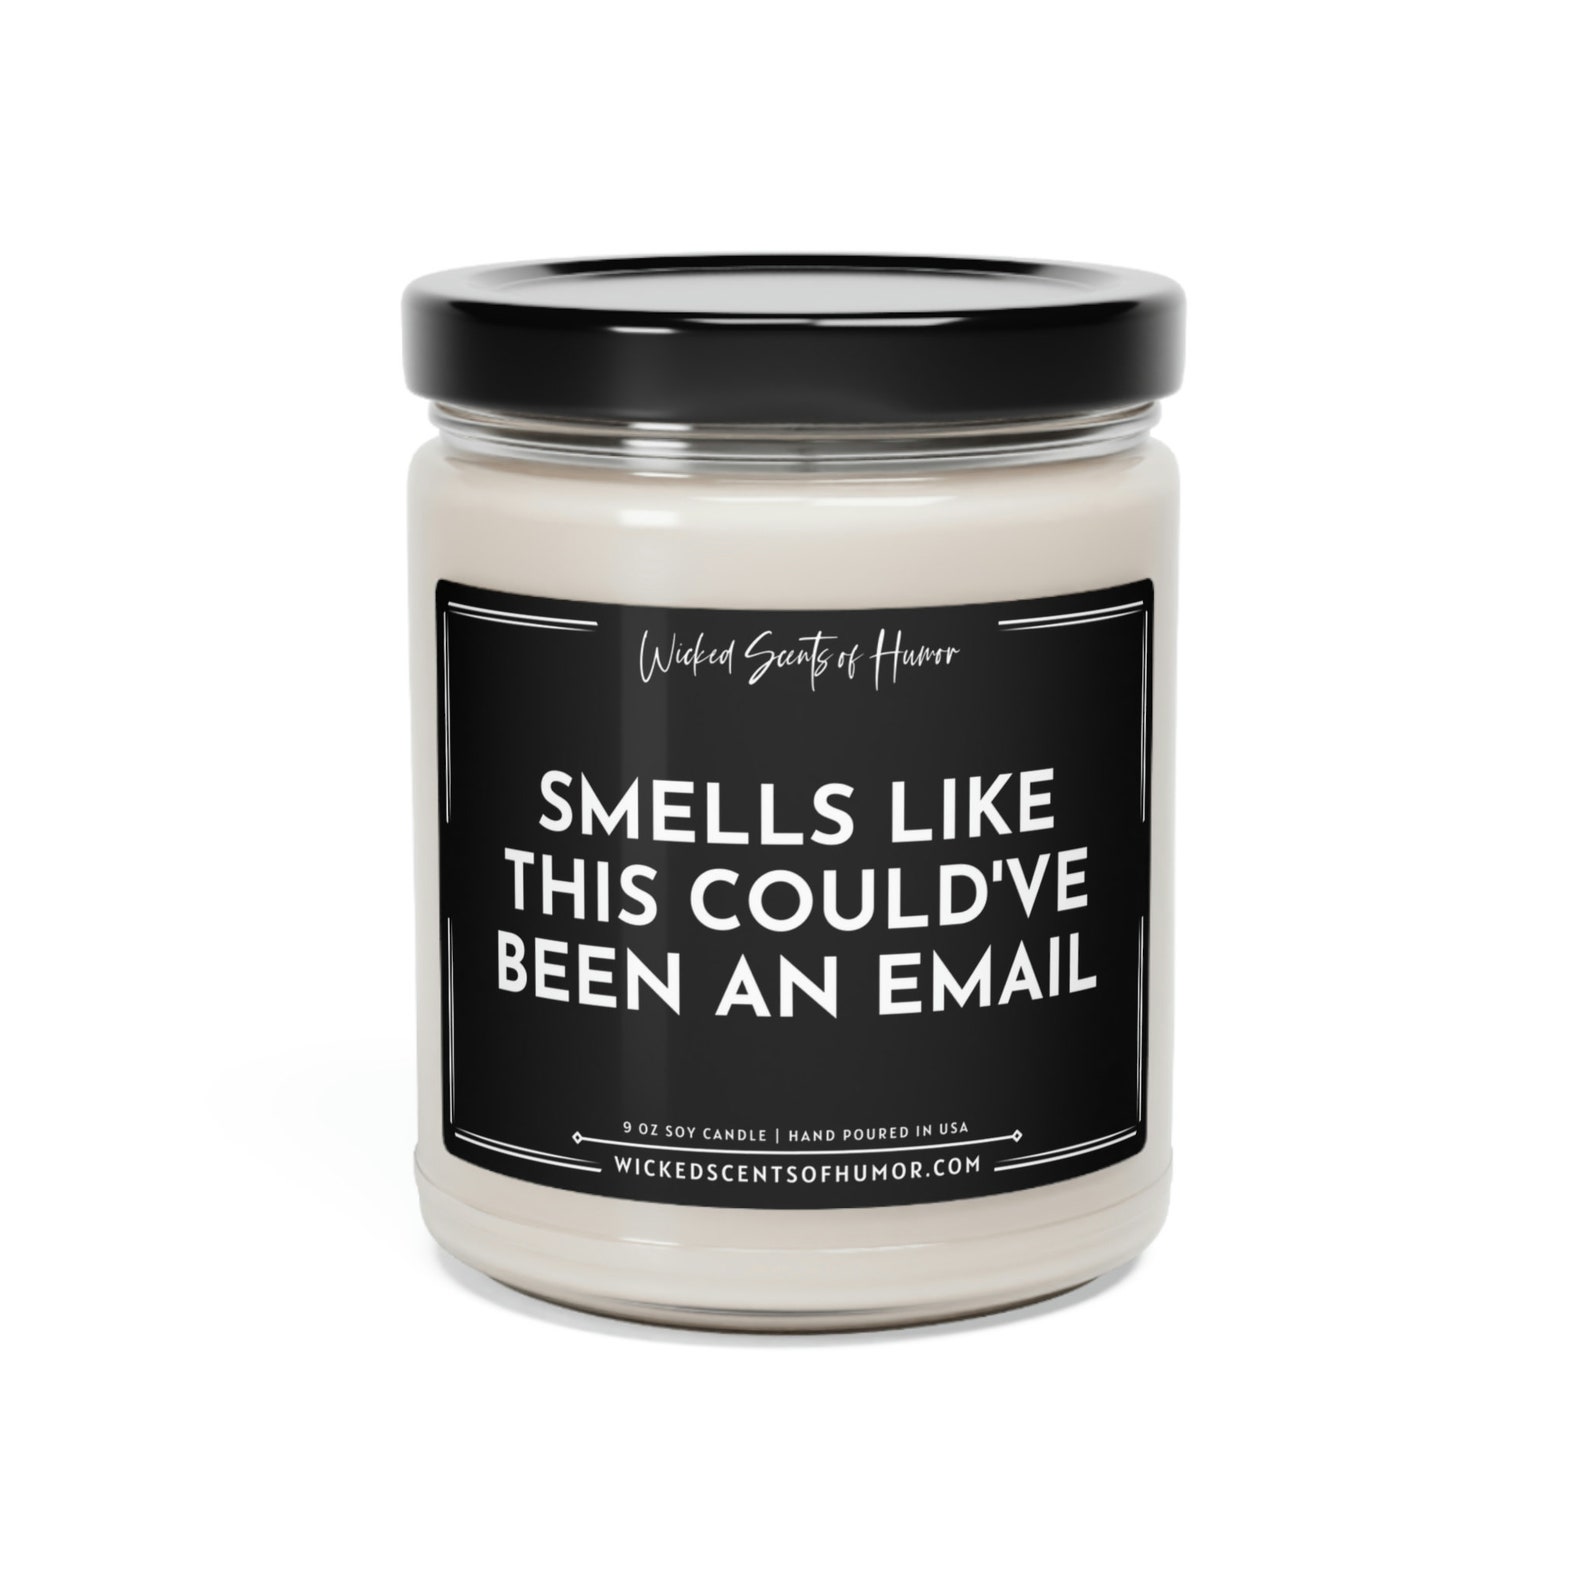 Wicked Scents of Humor
SMELLS LIKE
THIS COULD'VE
BEEN AN EMAIL
9 OZ SOY CANDLE | HAND POURED IN USA
WICKEDSCENTSOFHUMOR.COM